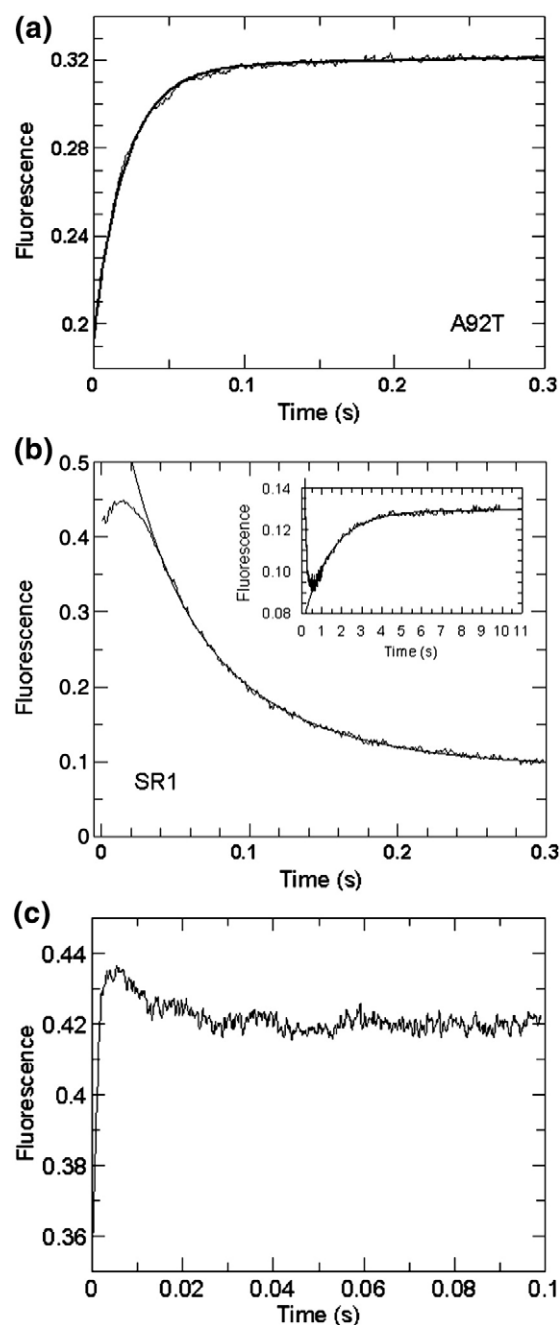 (a)
0.32
0.28
0.24
0.2
Fluorescence
A92T
0 0.1 0.2 0.3
Time (s)
(b)
0.5
0.4
0.3
0.2
0.1
0
Fluorescence
SR1
0 0.1 0.2 0.3
Time (s)
0.14
0.12
0.10
0.08
Fluorescence
0 1 2 3 4 5 6 7 8 9 10 11
Time (s)
(c)
0.44
0.42
0.4
0.38
0.36
Fluorescence
0 0.02 0.04 0.06 0.08 0.1
Time (s)